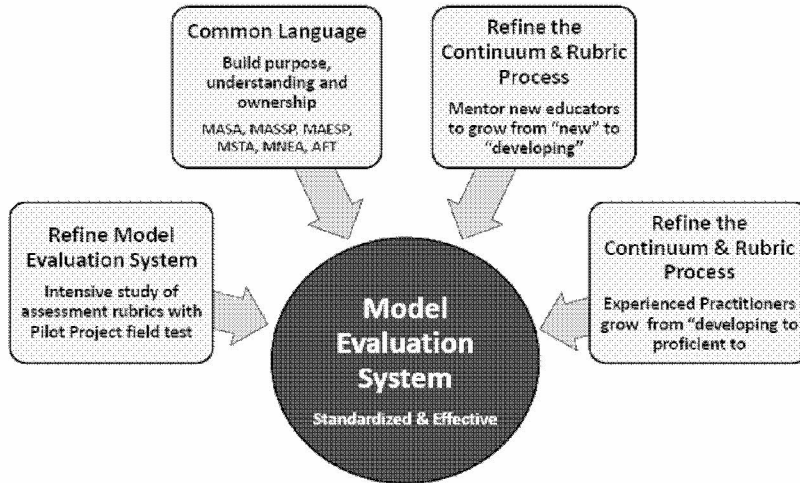 Common Language
Build purpose,
understanding and
ownership
MASA, MASSP, MAESP,
MSTA, MNEA, AFT
Refine the
Continuum & Rubric
Process
Mentor new educators
to grow from "new" to
"developing"
Refine Model
Evaluation System
Intensive study of
assessment rubrics with
Pilot Project field test
Refine the
Continuum & Rubric
Process
Experienced Practitioners
grow from "developing to
proficient to
Model
Evaluation
System
Standardized & Effective